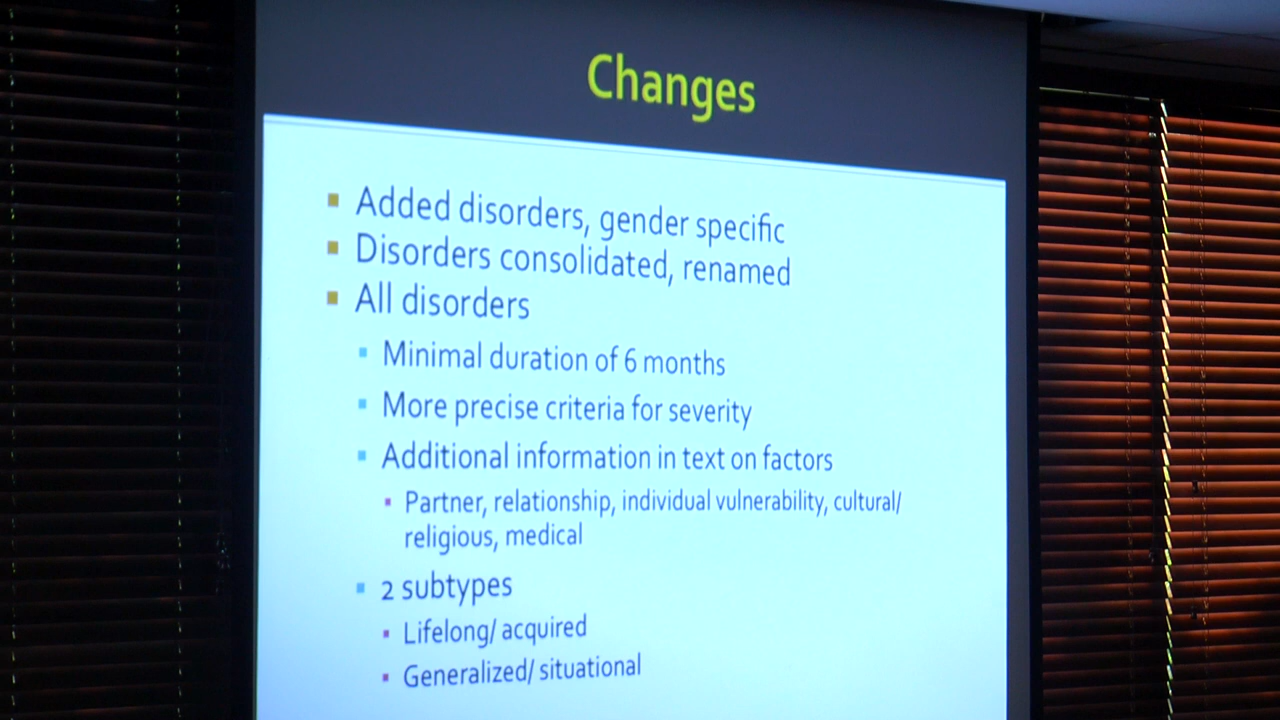 Changes
Added disorders, gender specific
Disorders consolidated, renamed
All disorders
Minimal duration of 6 months
More precise criteria for severity
Additional information in text on factors
Partner, relationship, individual vulnerability, cultural/
religious, medical
2 subtypes
Lifelong/ acquired
Generalized/ situational